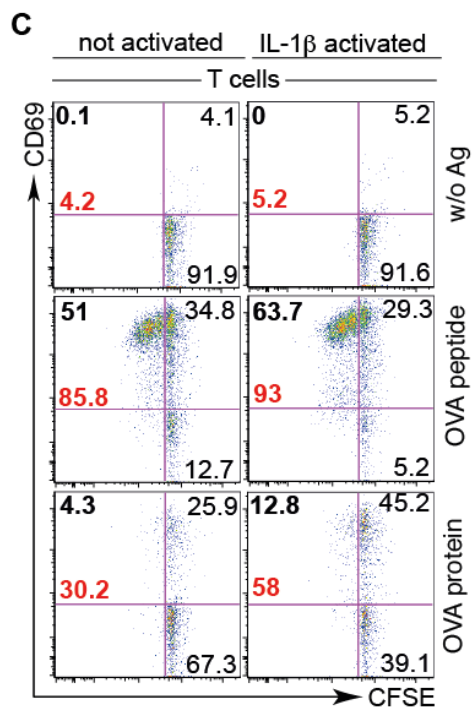 C
not activated IL-1β activated
T cells
CD69
0.1 4.1 0 5.2
4.2 5.2
91.9 91.6
w/o Ag
51 34.8 63.7 29.3
85.8 93
12.7 5.2
OVA peptide
4.3 25.9 12.8 45.2
30.2 58
67.3 39.1
OVA protein
CFSE